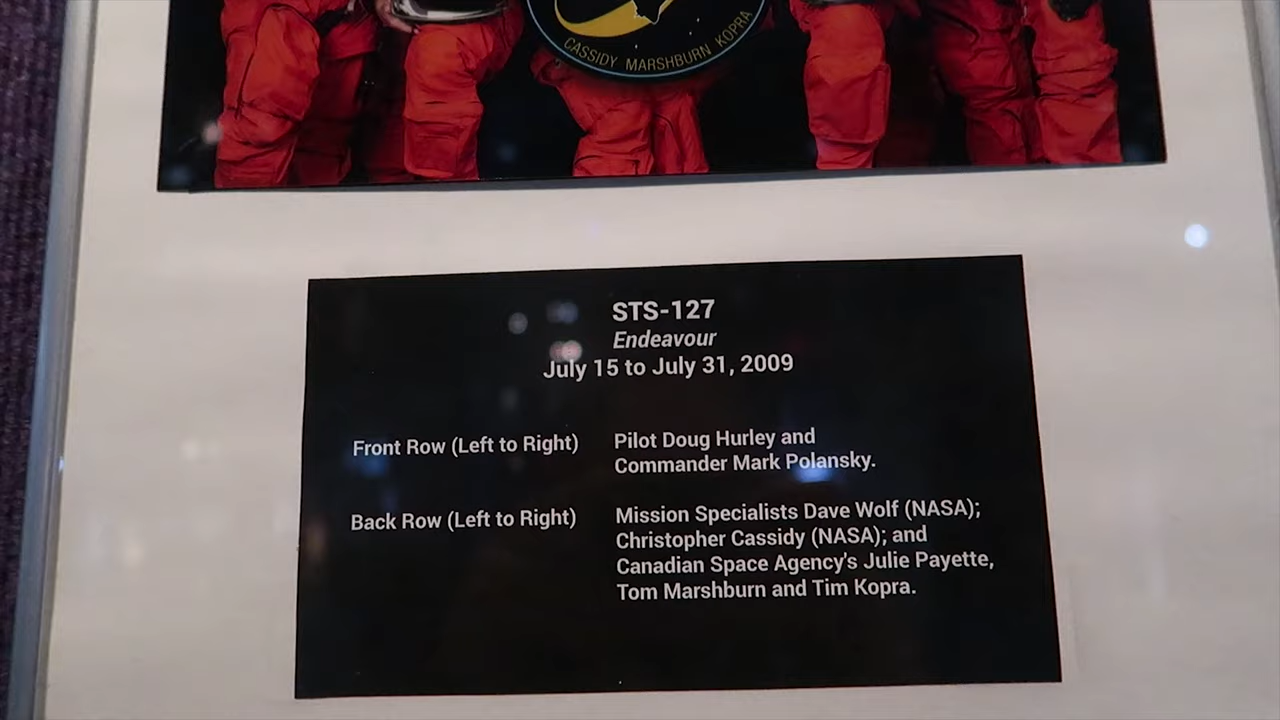 CASSIDY MARSHBURN KOPRA
STS-127
Endeavour
July 15 to July 31, 2009
Front Row (Left to Right)
Pilot Doug Hurley and
Commander Mark Polansky.
Back Row (Left to Right)
Mission Specialists Dave Wolf (NASA);
Christopher Cassidy (NASA); and
Canadian Space Agency's Julie Payette,
Tom Marshburn and Tim Kopra.